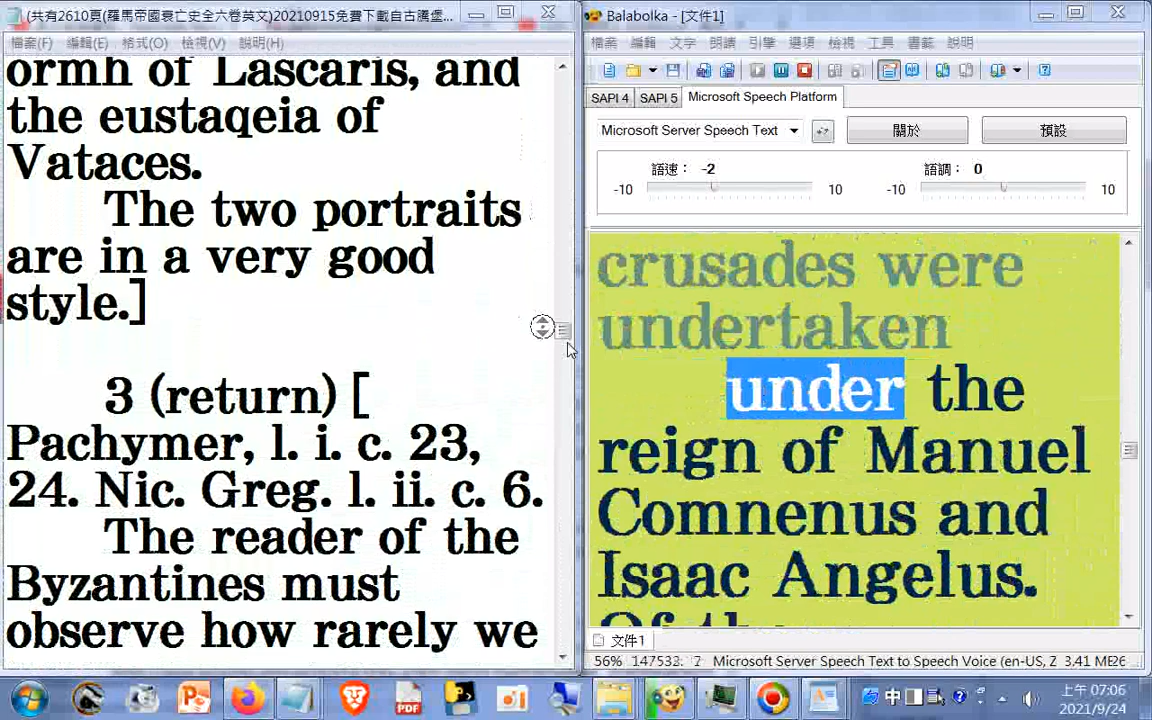 (共有2610頁(羅馬帝國衰亡史全六卷英文)20210915免費下載自古騰堡...
檔案(F) 編輯(E) 格式(O) 檢視(V) 說明(H)
ormh of Lascaris, and
the eustaqeia of
Vataces.
The two portraits
are in a very good
style.]
3 (return) [
Pachymer, l. i. c. 23,
24. Nic. Greg. l. ii. c. 6.
The reader of the
Byzantines must
observe how rarely we
Balabolka - [文件1]
檔案 編輯 文字 朗讀 引擎 選項 檢視 工具 書籤 說明
SAPI 4 SAPI 5 Microsoft Speech Platform
Microsoft Server Speech Text 關於 預設
語速： -2 語調： 0
-10 10 -10 10
crusades were
undertaken
under the
reign of Manuel
Comnenus and
Isaac Angelus.
Of the
文件1
56% Microsoft Server Speech Text to Speech Voice (en-US, Z
PDF 中 上午 07:06
2021/9/24